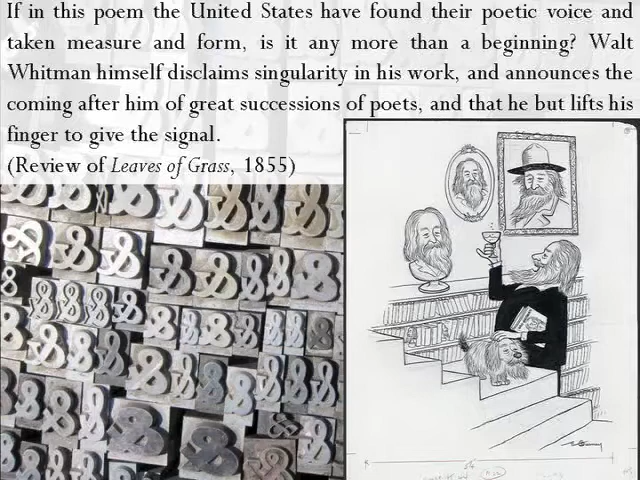 If in this poem the United States have found their poetic voice and
taken measure and form, is it any more than a beginning? Walt
Whitman himself disclaims singularity in his work, and announces the
coming after him of great successions of poets, and that he but lifts his
finger to give the signal.
(Review of Leaves of Grass, 1855)